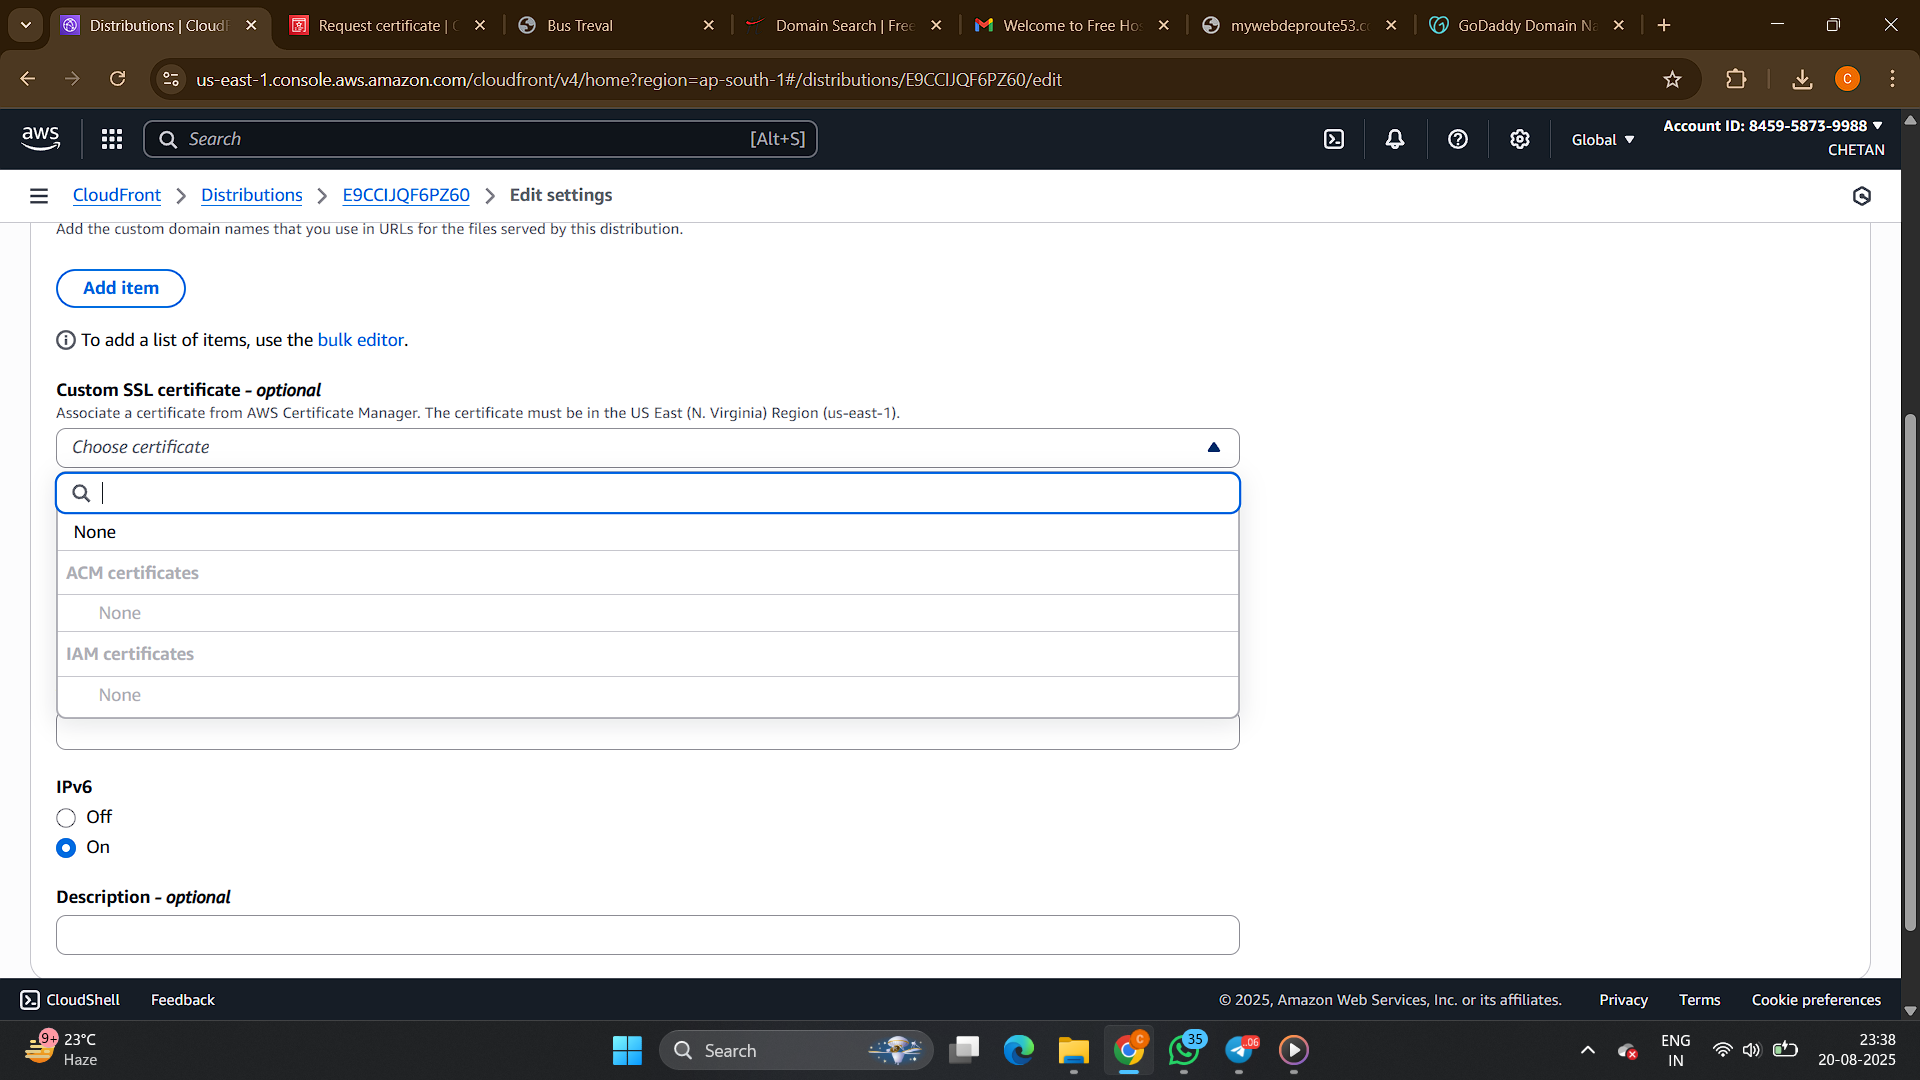 Distributions | CloudF
Request certificate | C
Bus Treval
Domain Search | Free
Welcome to Free Hos
mywebdeproute53.co
GoDaddy Domain Na
us-east-1.console.aws.amazon.com/cloudfront/v4/home?region=ap-south-1#/distributions/E9CCIJQF6PZ60/edit
C
aws
Search
[Alt+S]
Global
Account ID: 8459-5873-9988
CHETAN
CloudFront
Distributions
E9CCIJQF6PZ60
Edit settings
Add the custom domain names that you use in URLs for the files served by this distribution.
Add item
To add a list of items, use the bulk editor.
Custom SSL certificate - optional
Associate a certificate from AWS Certificate Manager. The certificate must be in the US East (N. Virginia) Region (us-east-1).
Choose certificate
None
ACM certificates
None
IAM certificates
None
IPv6
Off
On
Description - optional
CloudShell
Feedback
© 2025, Amazon Web Services, Inc. or its affiliates.
Privacy
Terms
Cookie preferences
9+
23°C
Haze
Search
C
35
.06
ENG
IN
23:38
20-08-2025